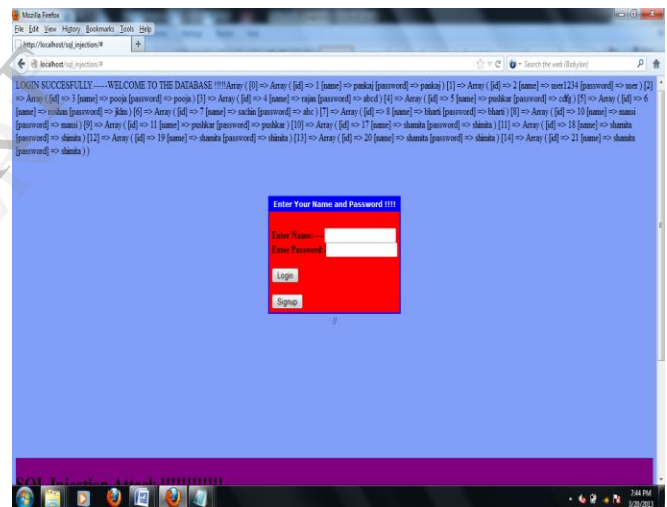 Mozilla Firefox
File Edit View History Bookmarks Tools Help
http://localhost/sql_injection/#
localhost/sql_injection/#
Search the web (Babylon)
LOGIN SUCCESFULLY-----WELCOME TO THE DATABASE !!!!!Array ( [0] => Array ( [id] => 1 [name] => pankaj [password] => pankaj ) [1] => Array ( [id] => 2 [name] => user1234 [password] => user ) [2]
=> Array ( [id] => 3 [name] => pooja [password] => pooja ) [3] => Array ( [id] => 4 [name] => rajan [password] => abcd ) [4] => Array ( [id] => 5 [name] => pushkar [password] => cdfg ) [5] => Array ( [id] => 6
[name] => [password] => jklm ) [6] => Array ( [id] => 7 [name] => sachin [password] => abc ) [7] => Array ( [id] => 8 [name] => bharti [password] => bharti ) [8] => Array ( [id] => 10 [name] => mansi
[password] => mansi ) [9] => Array ( [id] => 11 [name] => pushkar [password] => pushkar ) [10] => Array ( [id] => 17 [name] => shamita [password] => shimita ) [11] => Array ( [id] => 18 [name] => shamita
[password] => shimita ) [12] => Array ( [id] => 19 [name] => shamita [password] => shimita ) [13] => Array ( [id] => 20 [name] => shamita [password] => shimita ) [14] => Array ( [id] => 21 [name] => shamita
[password] => shimita ) )
Enter Your Name and Password !!!!
Enter Name:----
Enter Password:
Login
Signup
//
SQL Injection Attack !!!!!!!!!!!!
7:44 PM
3/20/2013